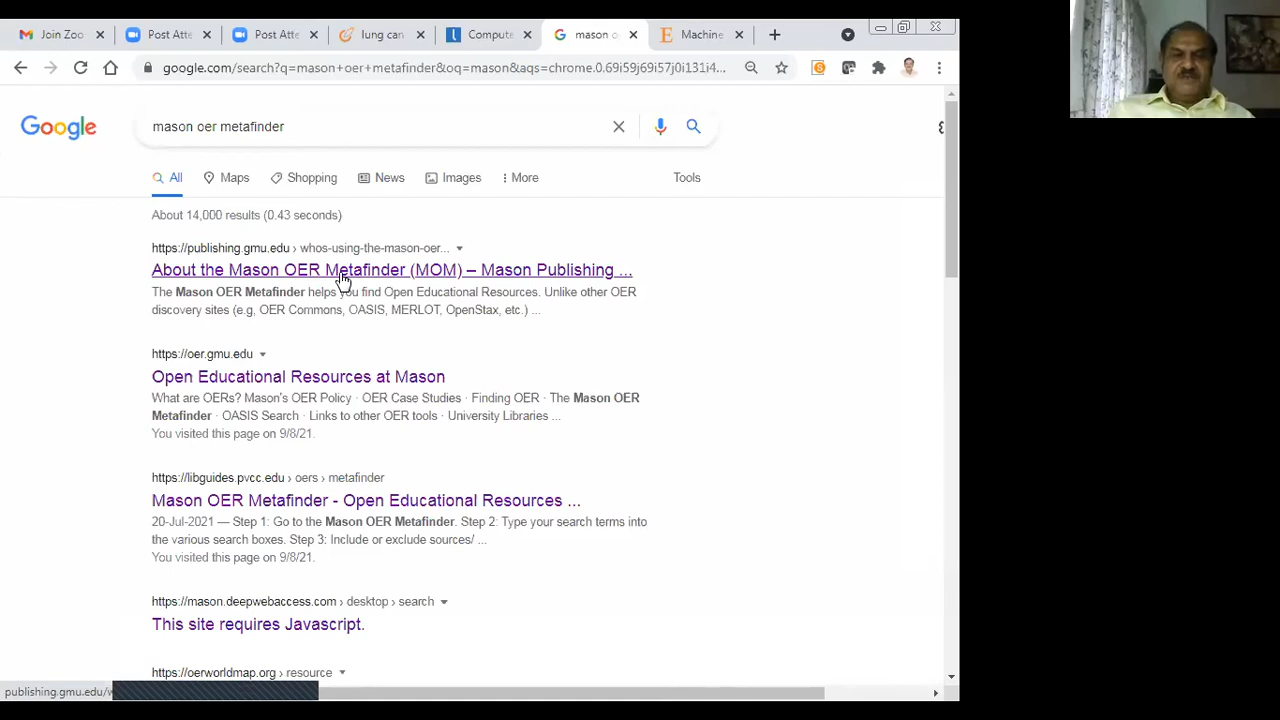 Join Zoo
Post Atte
Post Atte
lung can
Compute
mason o
Machine
google.com/search?q=mason+oer+metafinder&oq=mason&aqs=chrome.0.69i59j69i57j0i131i4...
Google
mason oer metafinder
All
Maps
Shopping
News
Images
More
Tools
About 14,000 results (0.43 seconds)
https://publishing.gmu.edu › whos-using-the-mason-oer...
About the Mason OER Metafinder (MOM) – Mason Publishing ...
The Mason OER Metafinder helps you find Open Educational Resources. Unlike other OER
discovery sites (e.g, OER Commons, OASIS, MERLOT, OpenStax, etc.) ...
https://oer.gmu.edu
Open Educational Resources at Mason
What are OERs? Mason's OER Policy · OER Case Studies · Finding OER · The Mason OER
Metafinder · OASIS Search · Links to other OER tools · University Libraries ...
You visited this page on 9/8/21.
https://libguides.pvcc.edu › oers › metafinder
Mason OER Metafinder - Open Educational Resources ...
20-Jul-2021 — Step 1: Go to the Mason OER Metafinder. Step 2: Type your search terms into
the various search boxes. Step 3: Include or exclude sources/ ...
You visited this page on 9/8/21.
https://mason.deepwebaccess.com › desktop › search
This site requires Javascript.
https://oerworldmap.org › resource
publishing.gmu.edu/w